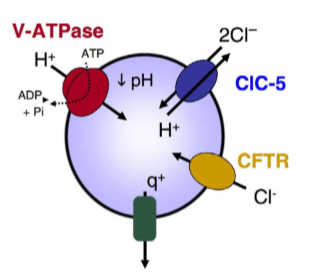 V-ATPase
H⁺
ATP
ADP
+ Pi
↓ pH
2Cl⁻
ClC-5
H⁺
CFTR
Cl⁻
q⁺